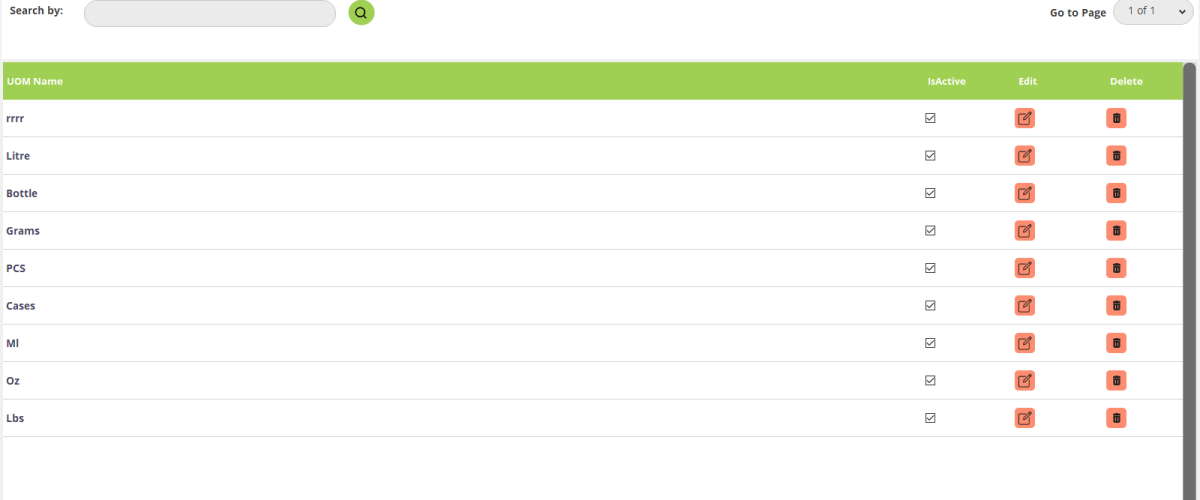 Search by:
Go to Page 1 of 1
UOM Name IsActive Edit Delete
rrrr
Litre
Bottle
Grams
PCS
Cases
Ml
Oz
Lbs